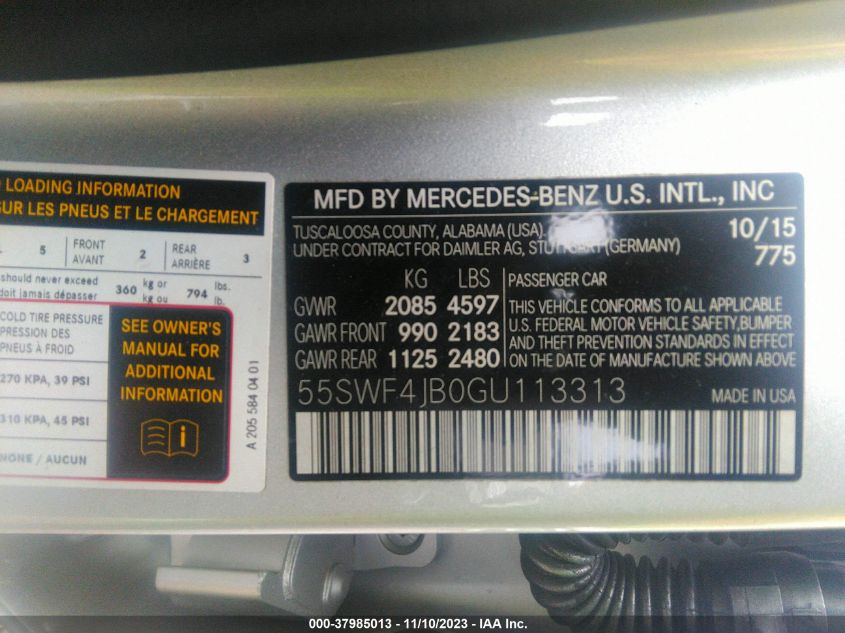 LOADING INFORMATION
SUR LES PNEUS ET LE CHARGEMENT
5 FRONT AVANT 2 REAR ARRIÈRE 3
should never exceed
doit jamais dépasser 360 kg or kg ou 794 lbs. lb.
COLD TIRE PRESSURE
PRESSION DES
PNEUS À FROID
270 KPA, 39 PSI
310 KPA, 45 PSI
NONE / AUCUN
SEE OWNER'S
MANUAL FOR
ADDITIONAL
INFORMATION
A 205 584 04 01
MFD BY MERCEDES-BENZ U.S. INTL., INC
TUSCALOOSA COUNTY, ALABAMA (USA). 10/15
UNDER CONTRACT FOR DAIMLER AG, STUTTGART (GERMANY) 775
KG LBS
GWVR 2085 4597
GAWR FRONT 990 2183
GAWR REAR 1125 2480
PASSENGER CAR
THIS VEHICLE CONFORMS TO ALL APPLICABLE
U.S. FEDERAL MOTOR VEHICLE SAFETY, BUMPER
AND THEFT PREVENTION STANDARDS IN EFFECT
ON THE DATE OF MANUFACTURE SHOWN ABOVE
55SWF4JB0GU113313
MADE IN USA
000-37985013 - 11/10/2023 - IAA Inc.